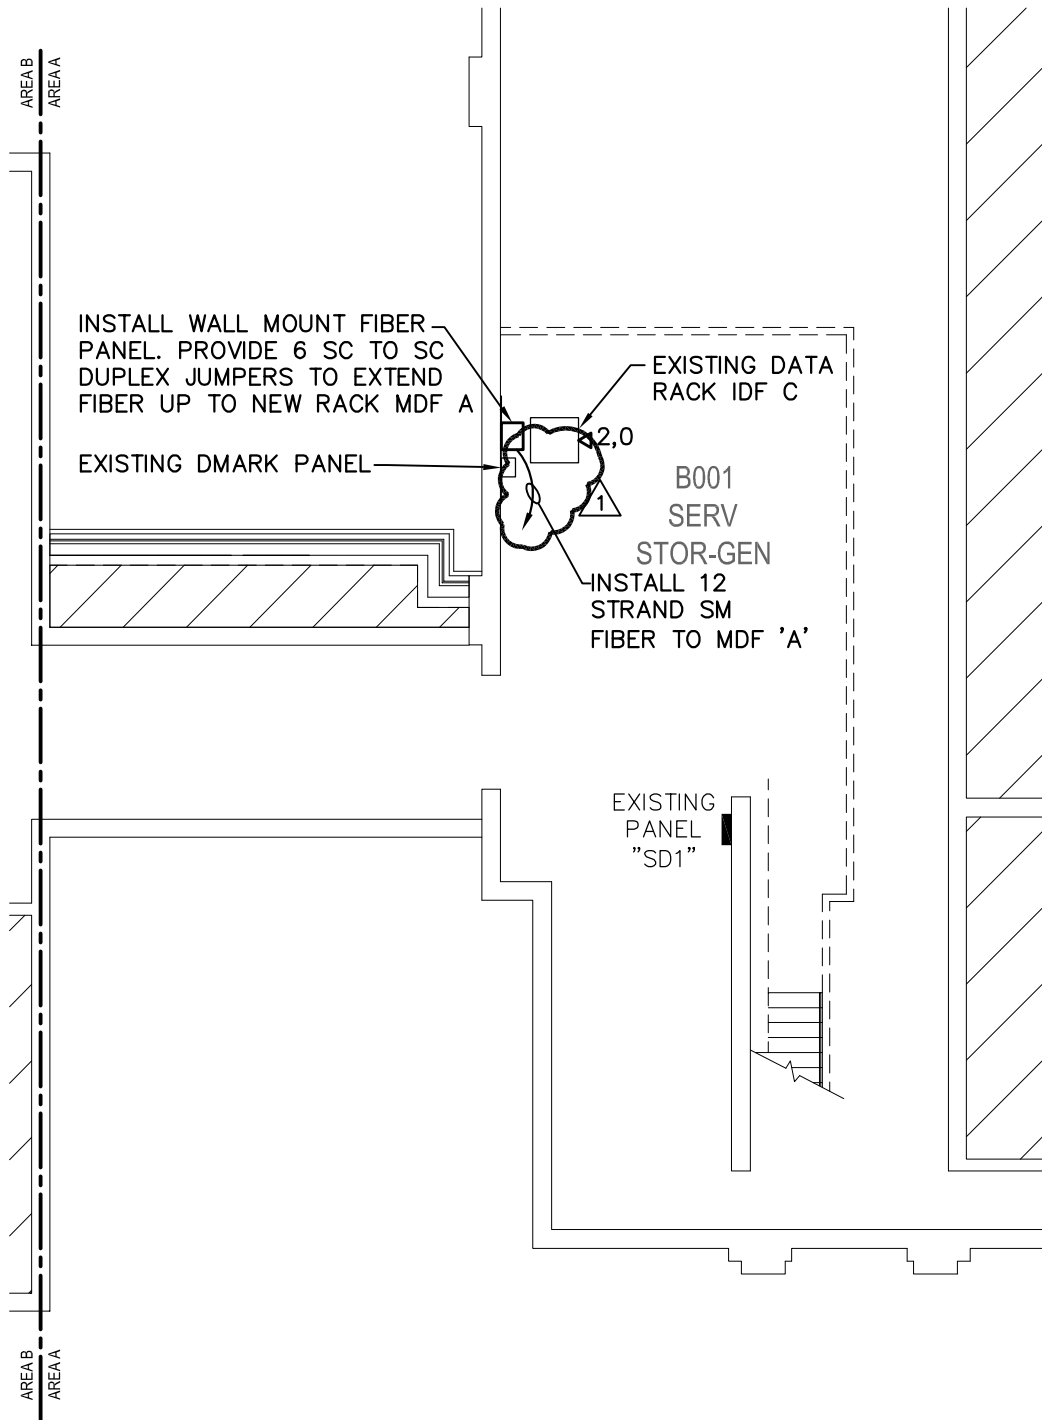 AREA B
AREA A
INSTALL WALL MOUNT FIBER
PANEL. PROVIDE 6 SC TO SC
DUPLEX JUMPERS TO EXTEND
FIBER UP TO NEW RACK MDF A
EXISTING DATA
RACK IDF C
2,0
EXISTING DMARK PANEL
1
B001
SERV
STOR-GEN
INSTALL 12
STRAND SM
FIBER TO MDF 'A'
EXISTING
PANEL
"SD1"
AREA B
AREA A